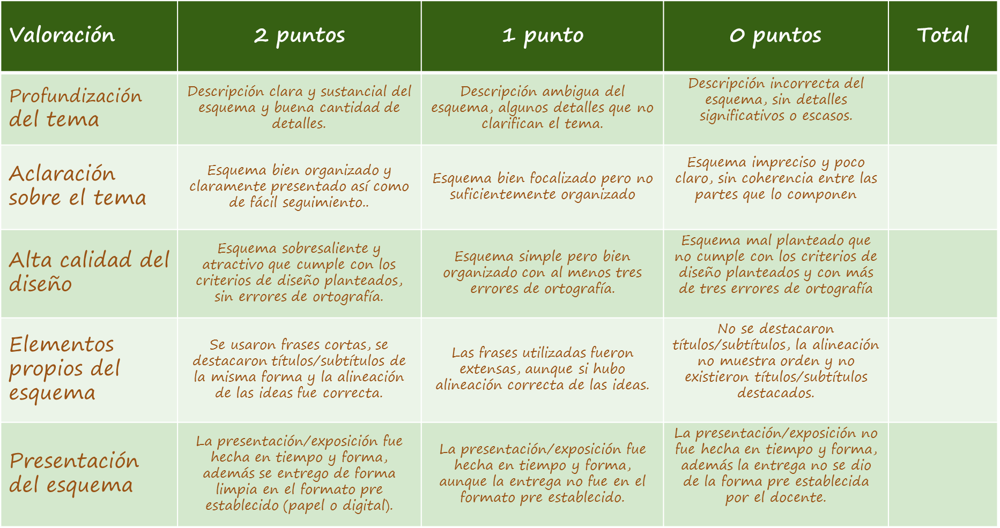 Valoración
2 puntos
1 punto
0 puntos
Total
Profundización
del tema
Descripción clara y sustancial del
esquema y buena cantidad de
detalles.
Descripción ambigua del
esquema, algunos detalles que no
clarifican el tema.
Descripción incorrecta del
esquema, sin detalles
significativos o escasos.
Aclaración
sobre el tema
Esquema bien organizado y
claramente presentado así como
de fácil seguimiento..
Esquema bien focalizado pero no
suficientemente organizado
Esquema impreciso y poco
claro, sin coherencia entre las
partes que lo componen
Alta calidad del
diseño
Esquema sobresaliente y
atractivo que cumple con los
criterios de diseño planteados,
sin errores de ortografía.
Esquema simple pero bien
organizado con al menos tres
errores de ortografía.
Esquema mal planteado que
no cumple con los criterios de
diseño planteados y con más
de tres errores de ortografía
Elementos
propios del
esquema
Se usaron frases cortas, se
destacaron títulos/subtítulos de
la misma forma y la alineación
de las ideas fue correcta.
Las frases utilizadas fueron
extensas, aunque si hubo
alineación correcta de las ideas.
No se destacaron
títulos/subtítulos, la alineación
no muestra orden y no
existieron títulos/subtítulos
destacados.
Presentación
del esquema
La presentación/exposición fue
hecha en tiempo y forma,
además se entrego de forma
limpia en el formato pre
establecido (papel o digital).
La presentación/exposición fue
hecha en tiempo y forma,
aunque la entrega no fue en el
formato pre establecido.
La presentación/exposición no
fue hecha en tiempo y forma,
además la entrega no se dio
de la forma pre establecida
por el docente.